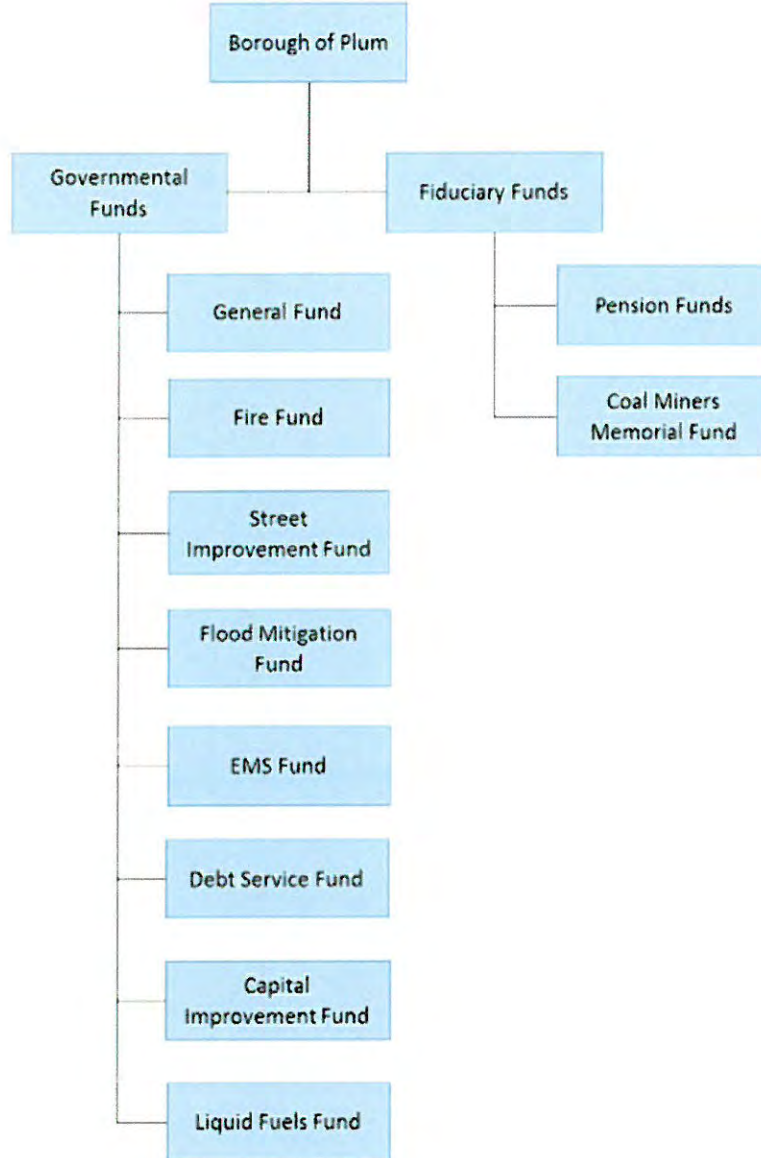 Borough of Plum
Governmental
Funds
Fiduciary Funds
General Fund
Pension Funds
Fire Fund
Coal Miners
Memorial Fund
Street
Improvement Fund
Flood Mitigation
Fund
EMS Fund
Debt Service Fund
Capital
Improvement Fund
Liquid Fuels Fund